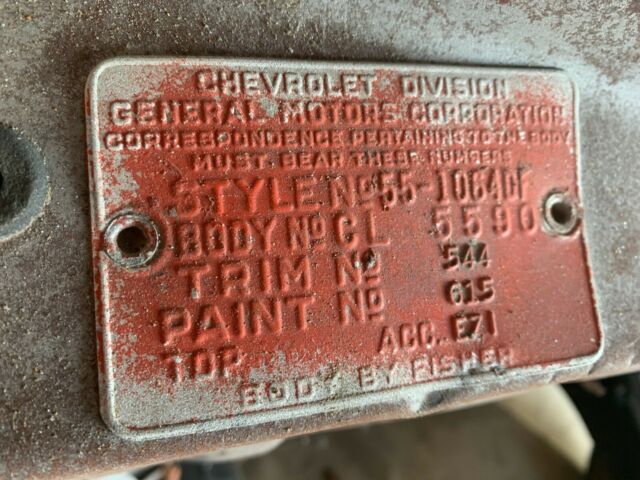 CHEVROLET DIVISION
GENERAL MOTORS CORPORATION
CORRESPONDENCE PERTAINING TO THE BODY
MUST BEAR THESE NUMBERS
STYLE No 55-1064DF
BODY No CL 5590
TRIM No 544
PAINT No 615
TOP ACC. E71
BODY BY FISHER